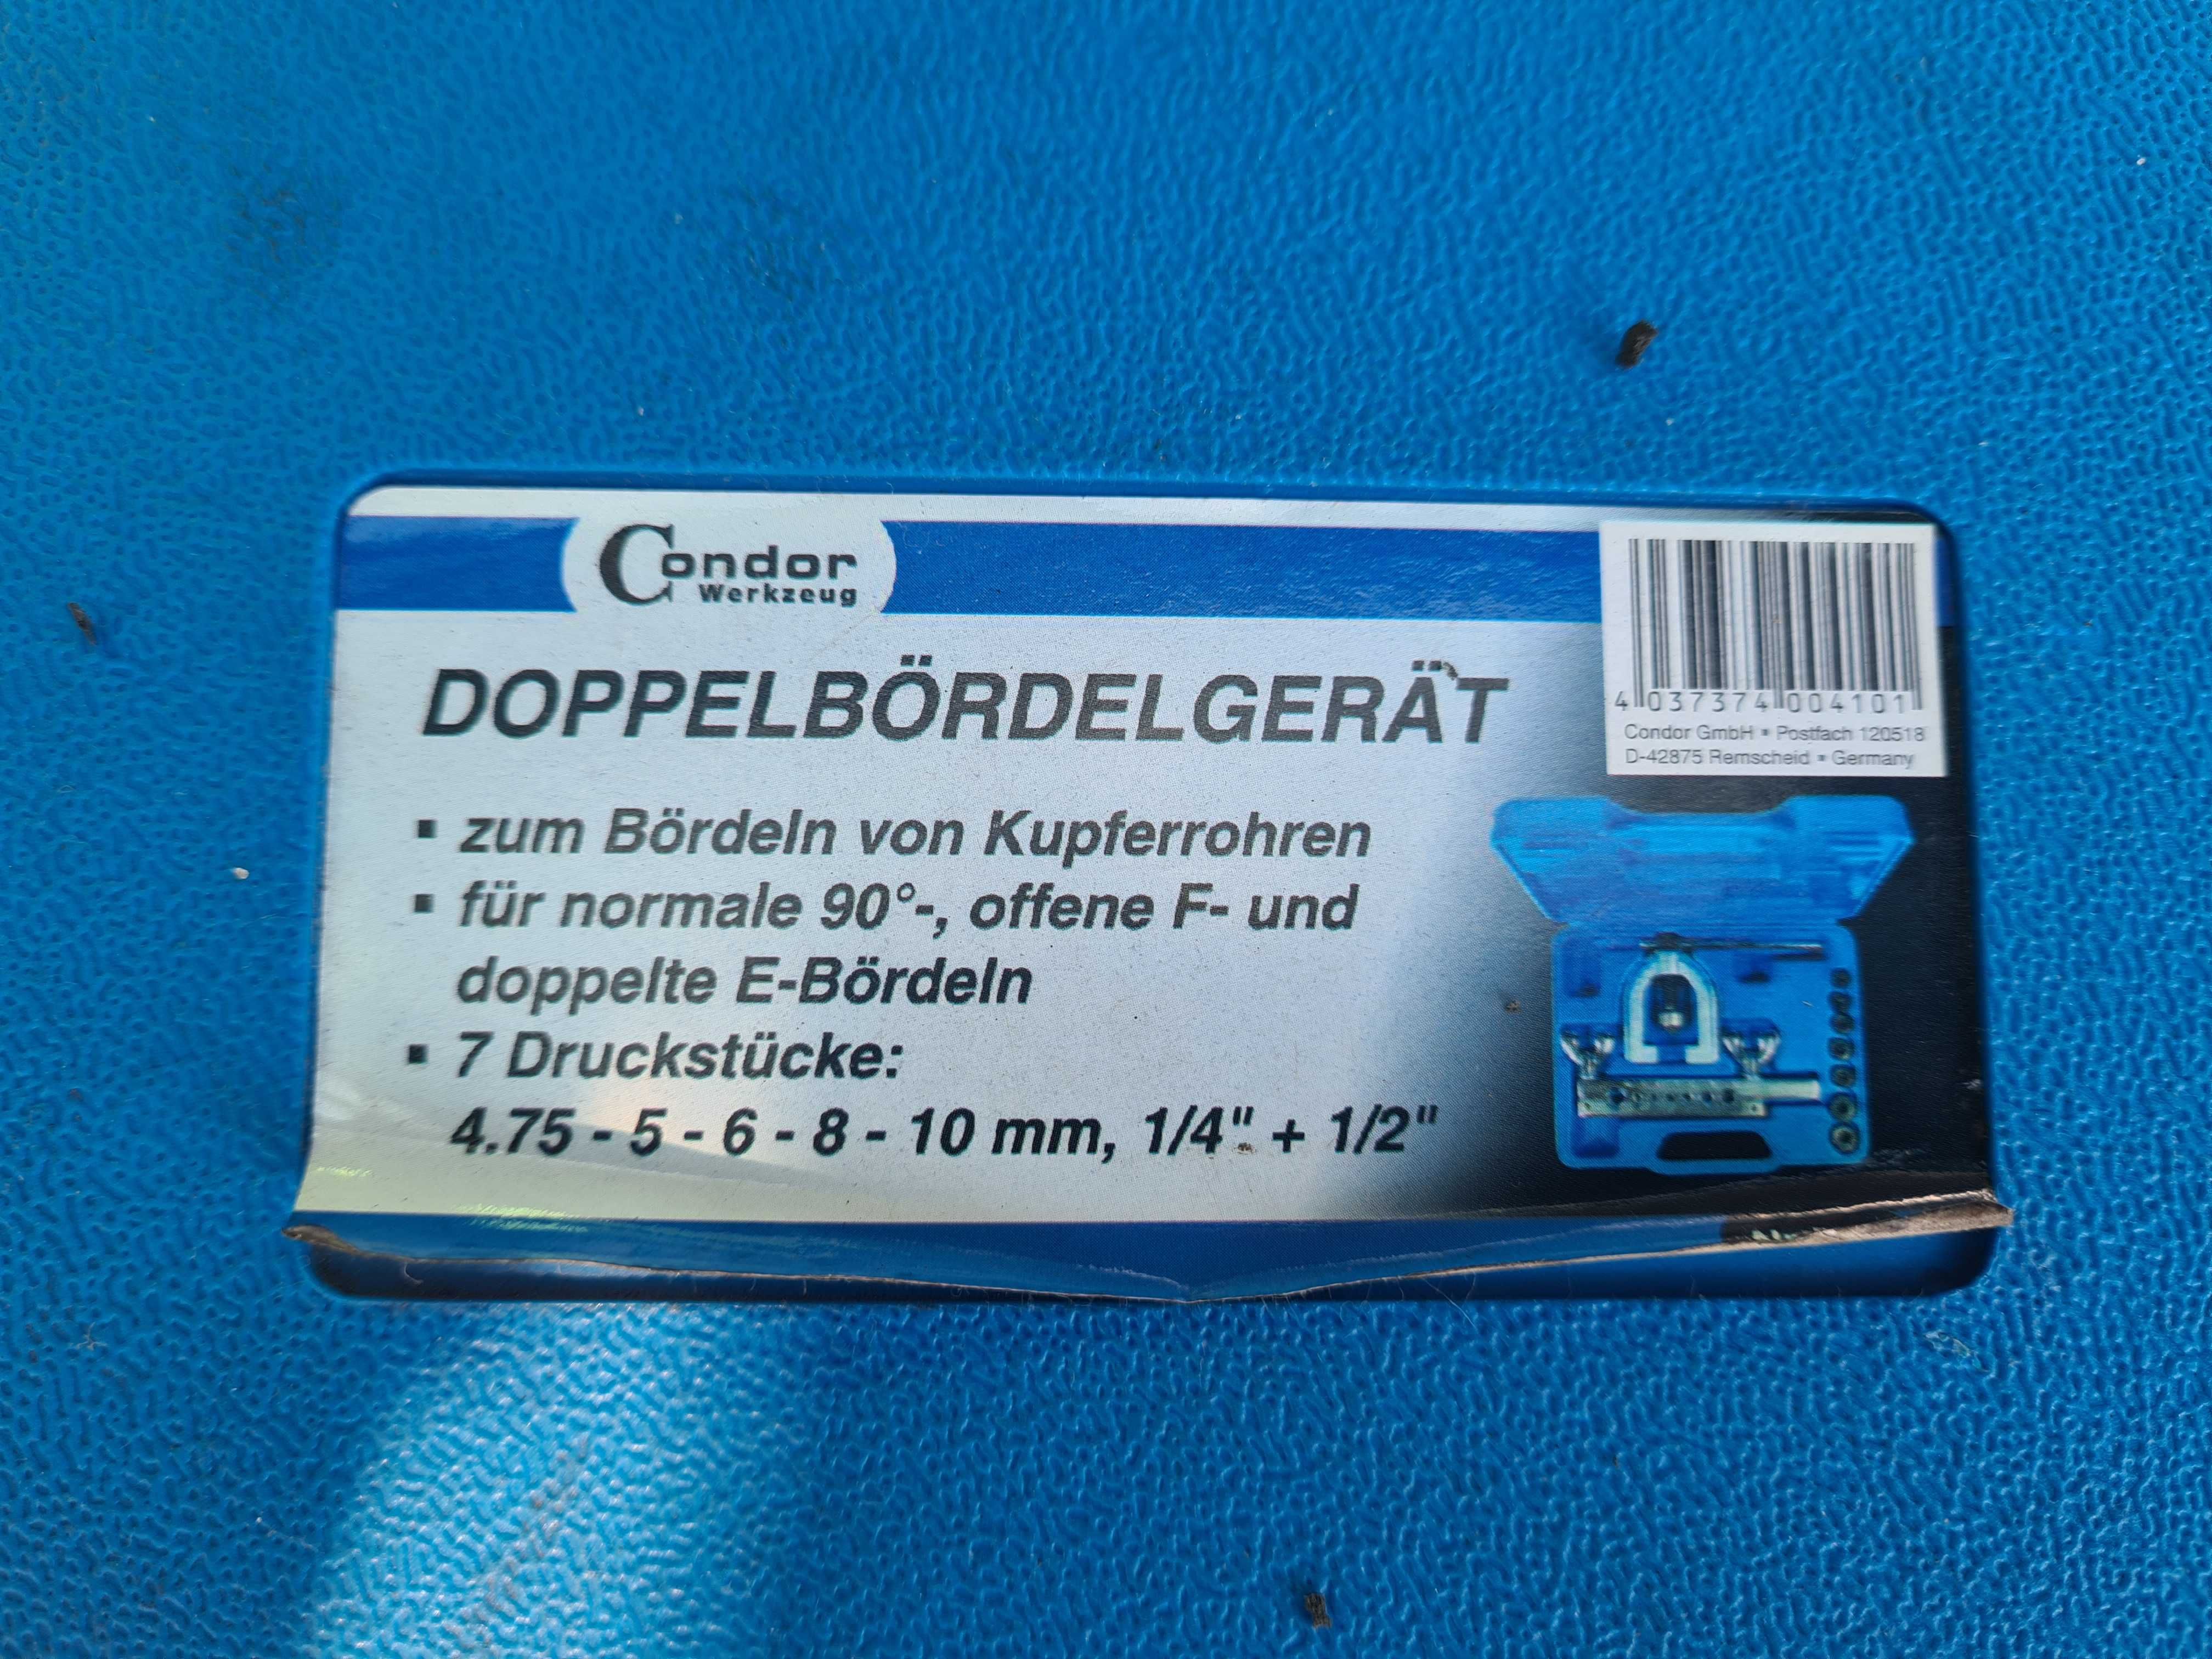 Condor
Werkzeug
4 037374 004101
Condor GmbH ▪ Postfach 120518
D-42875 Remscheid ▪ Germany
DOPPELBÖRDELGERÄT
▪ zum Bördeln von Kupferrohren
▪ für normale 90°-, offene F- und
doppelte E-Bördeln
▪ 7 Druckstücke:
4.75 - 5 - 6 - 8 - 10 mm, 1/4" + 1/2"